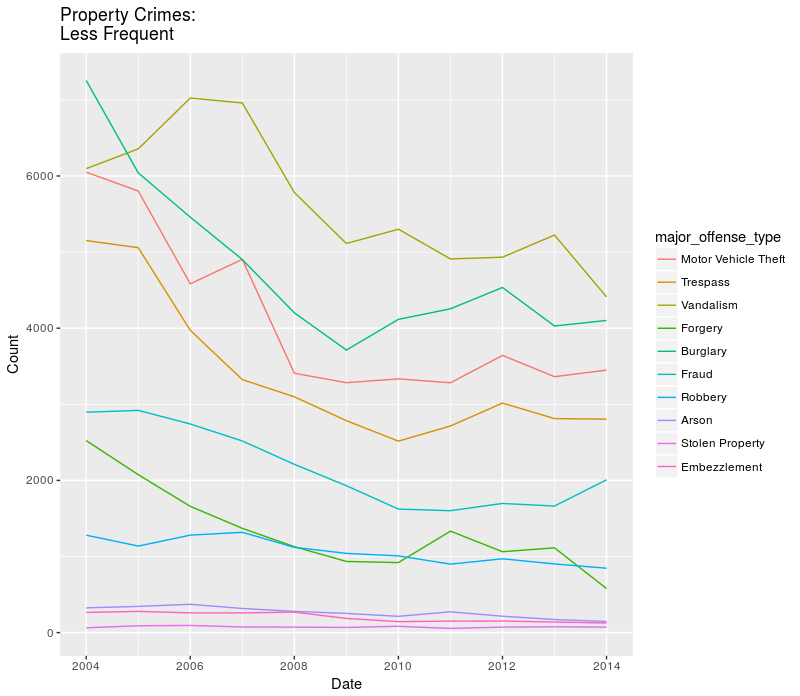 Property Crimes:
Less Frequent
Count
6000
4000
2000
0
2004
2006
2008
2010
2012
2014
Date
major_offense_type
Motor Vehicle Theft
Trespass
Vandalism
Forgery
Burglary
Fraud
Robbery
Arson
Stolen Property
Embezzlement